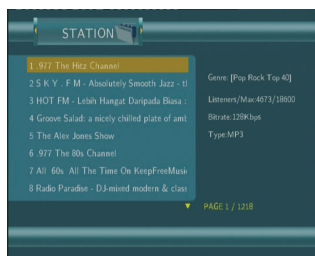 STATION
1 .977 The Hitz Channel
2 S K Y . F M - Absolutely Smooth Jazz - tl
3 HOT FM - Lebih Hangat Daripada Biasa :
4 Groove Salad: a nicely chilled plate of aml
5 The Alex Jones Show
6 .977 The 80s Channel
7 All 60s All The Time On KeepFreeMusi
8 Radio Paradise - DJ-mixed modern & class
Genre: [Pop Rock Top 40]
Listeners/Max:4673/18600
Bitrate:128Kbps
Type:MP3
PAGE 1 / 1218